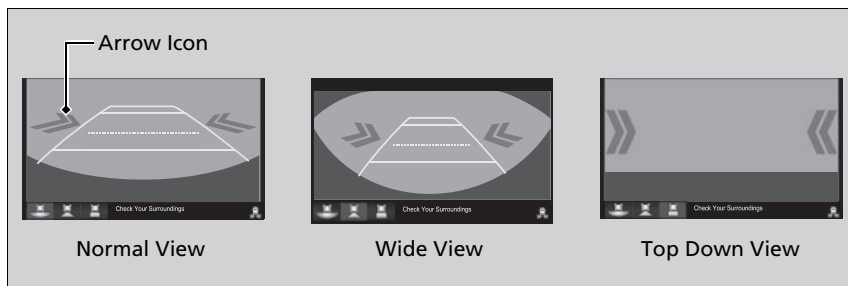 Arrow Icon
Check Your Surroundings
Check Your Surroundings
Check Your Surroundings
Normal View
Wide View
Top Down View